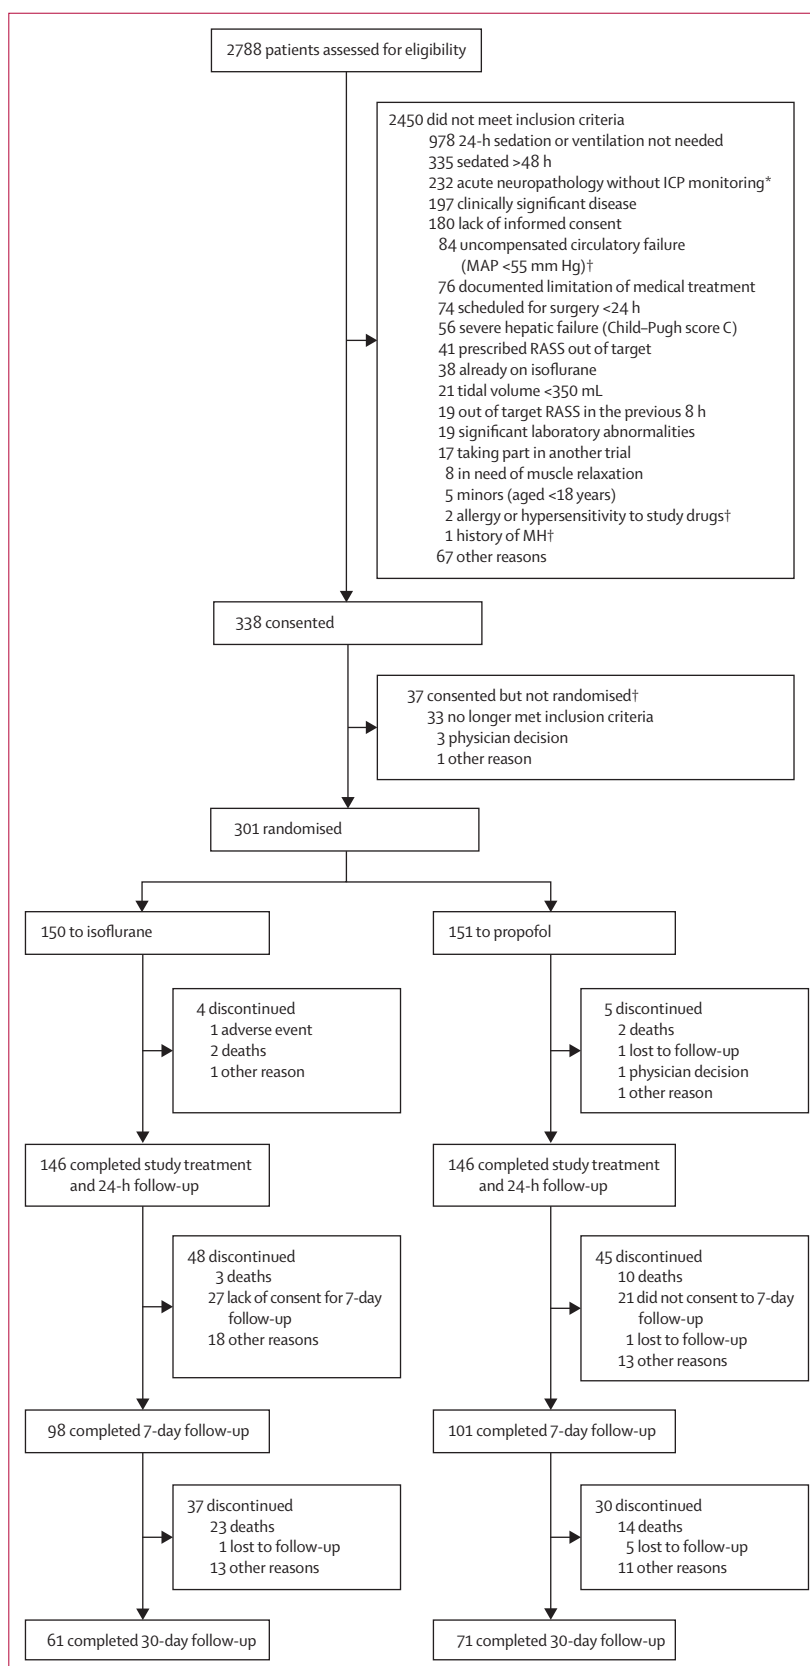 2788 patients assessed for eligibility
2450 did not meet inclusion criteria
978 24-h sedation or ventilation not needed
335 sedated >48 h
232 acute neuropathology without ICP monitoring*
197 clinically significant disease
180 lack of informed consent
84 uncompensated circulatory failure
(MAP <55 mm Hg)†
76 documented limitation of medical treatment
74 scheduled for surgery <24 h
56 severe hepatic failure (Child–Pugh score C)
41 prescribed RASS out of target
38 already on isoflurane
21 tidal volume <350 mL
19 out of target RASS in the previous 8 h
19 significant laboratory abnormalities
17 taking part in another trial
8 in need of muscle relaxation
5 minors (aged <18 years)
2 allergy or hypersensitivity to study drugs†
1 history of MH†
67 other reasons
338 consented
37 consented but not randomised†
33 no longer met inclusion criteria
3 physician decision
1 other reason
301 randomised
150 to isoflurane
151 to propofol
4 discontinued
1 adverse event
2 deaths
1 other reason
5 discontinued
2 deaths
1 lost to follow-up
1 physician decision
1 other reason
146 completed study treatment
and 24-h follow-up
146 completed study treatment
and 24-h follow-up
48 discontinued
3 deaths
27 lack of consent for 7-day
follow-up
18 other reasons
45 discontinued
10 deaths
21 did not consent to 7-day
follow-up
1 lost to follow-up
13 other reasons
98 completed 7-day follow-up
101 completed 7-day follow-up
37 discontinued
23 deaths
1 lost to follow-up
13 other reasons
30 discontinued
14 deaths
5 lost to follow-up
11 other reasons
61 completed 30-day follow-up
71 completed 30-day follow-up